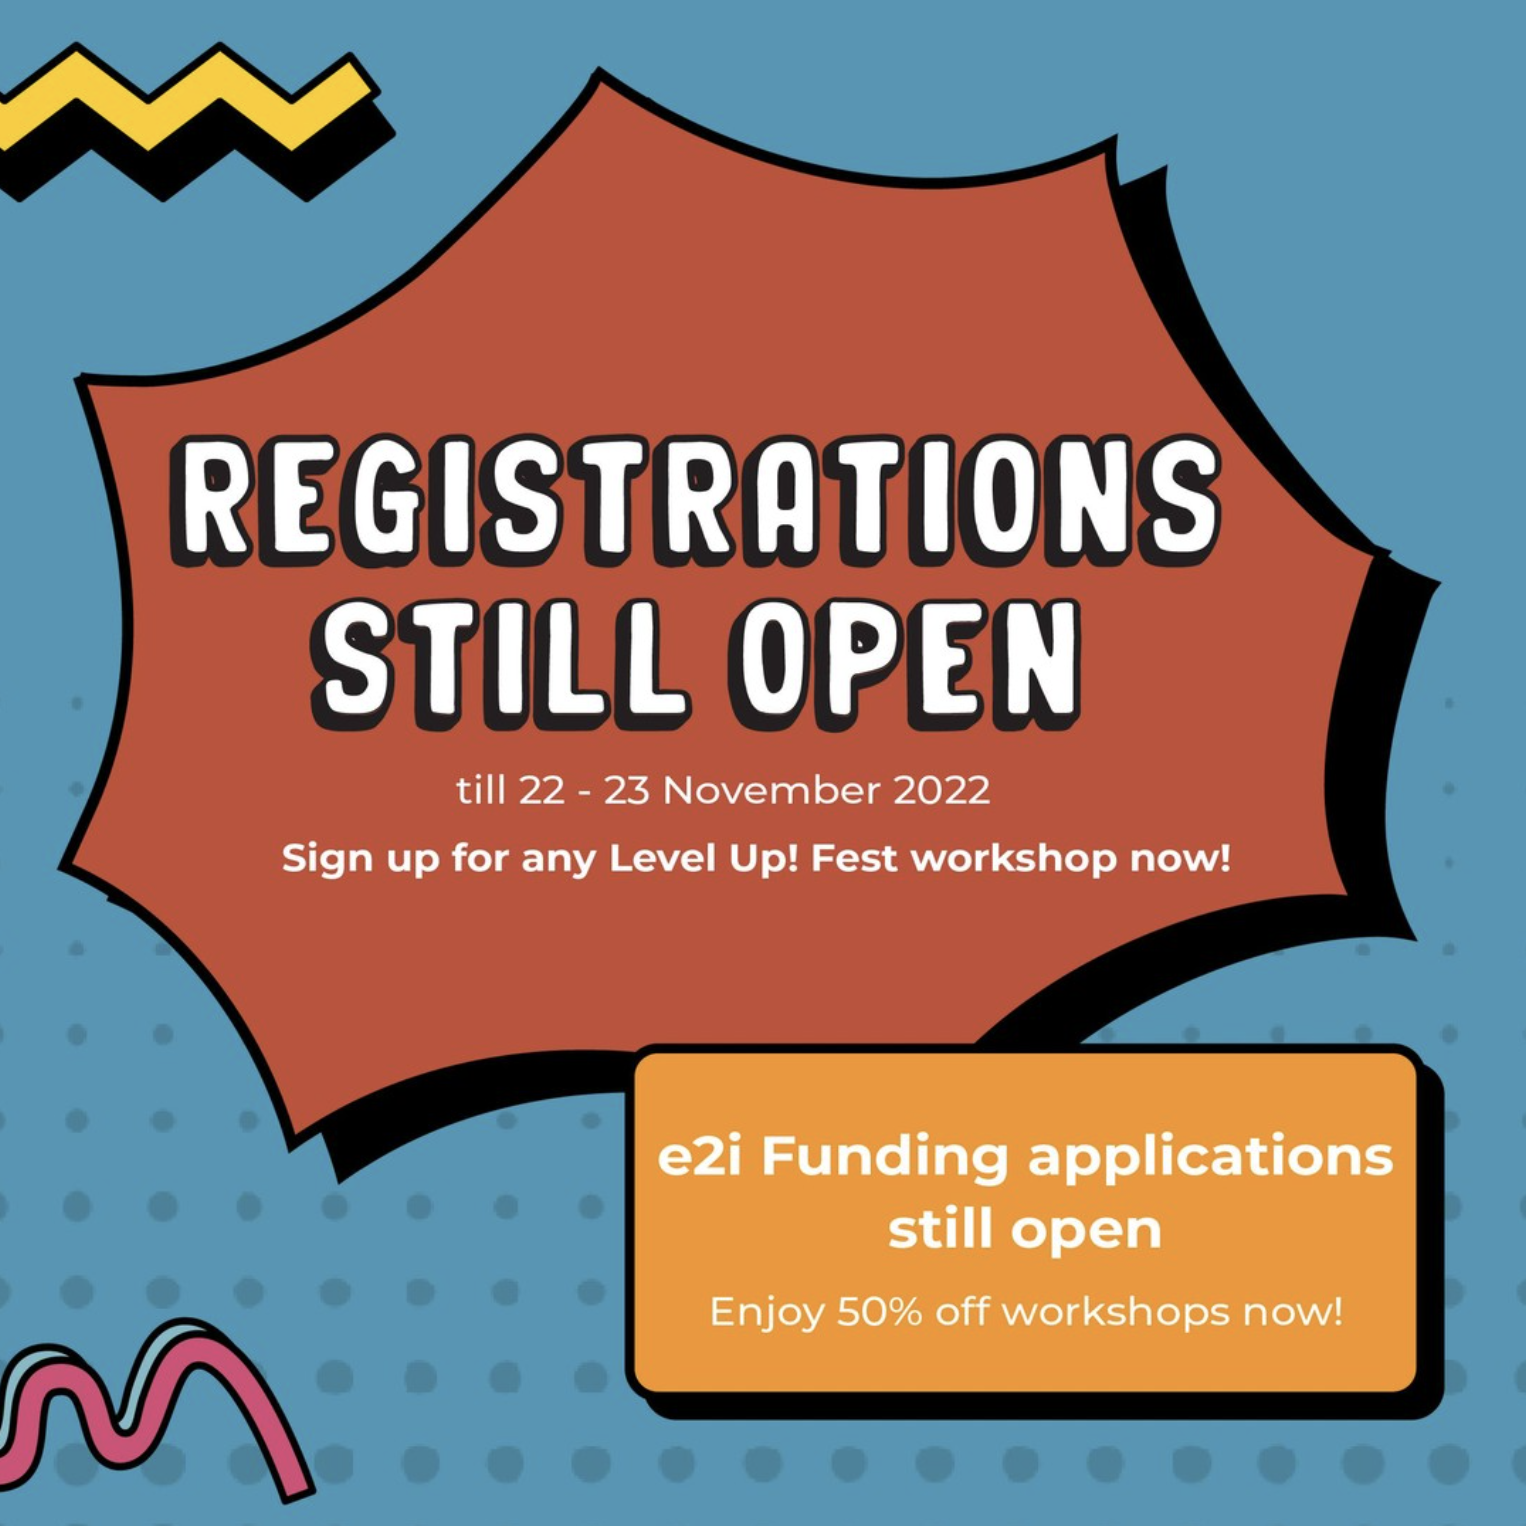 REGISTRATIONS
STILL OPEN
till 22 - 23 November 2022
Sign up for any Level Up! Fest workshop now!
e2i Funding applications
still open
Enjoy 50% off workshops now!